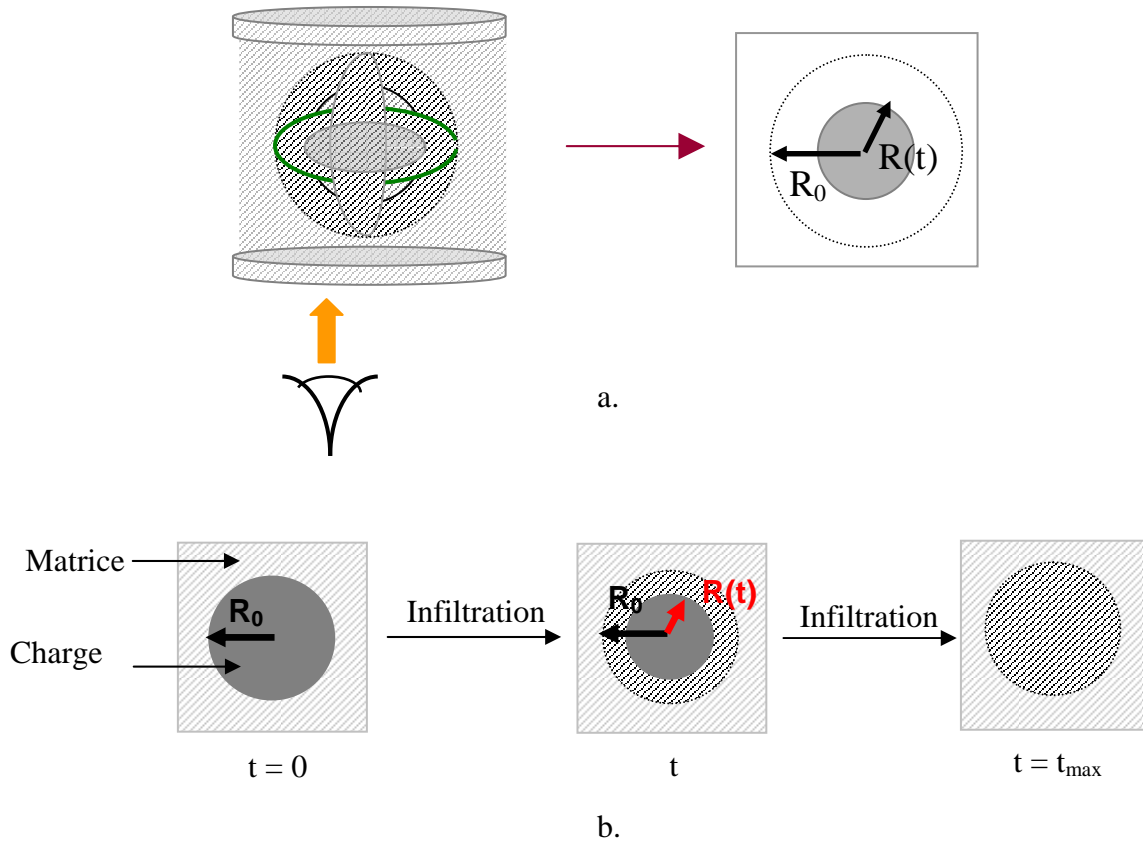 R(t)
R₀
a.
Matrice
R₀
Charge
Infiltration
R₀
R(t)
Infiltration
t = 0
t
t = tₘₐₓ
b.